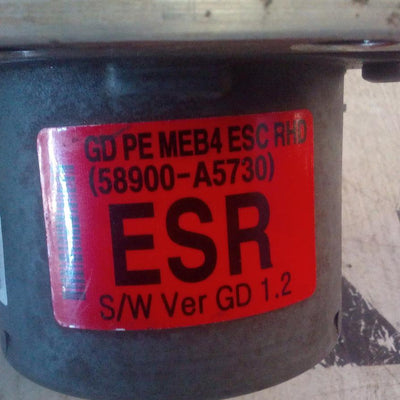 GD PE MEB4 ESC RHD
(58900-A5730)
ESR
S/W Ver GD 1.2